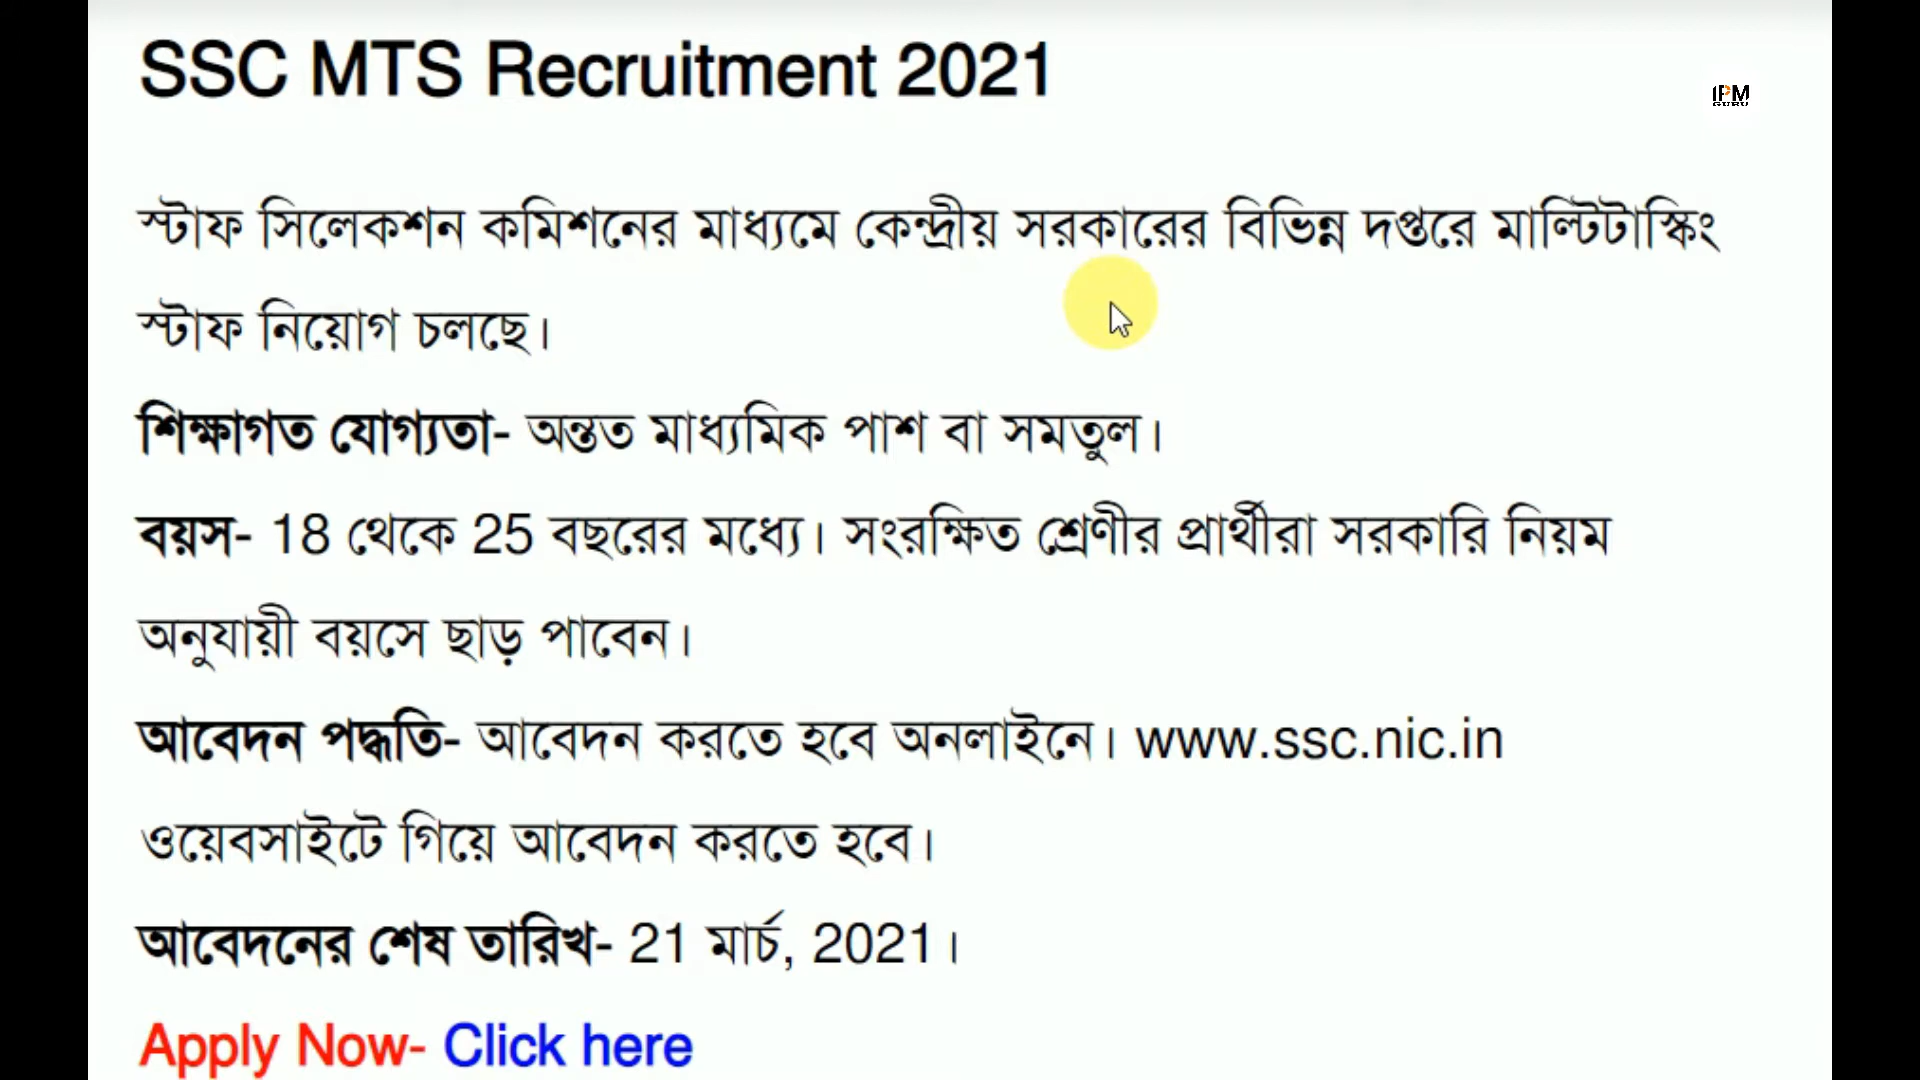 SSC MTS Recruitment 2021
IPM
GURU
স্টাফ সিলেকশন কমিশনের মাধ্যমে কেন্দ্রীয় সরকারের বিভিন্ন দপ্তরে মাল্টিটাস্কিং
স্টাফ নিয়োগ চলছে।
শিক্ষাগত যোগ্যতা- অন্তত মাধ্যমিক পাশ বা সমতুল।
বয়স- 18 থেকে 25 বছরের মধ্যে। সংরক্ষিত শ্রেণীর প্রার্থীরা সরকারি নিয়ম
অনুযায়ী বয়সে ছাড় পাবেন।
আবেদন পদ্ধতি- আবেদন করতে হবে অনলাইনে। www.ssc.nic.in
ওয়েবসাইটে গিয়ে আবেদন করতে হবে।
আবেদনের শেষ তারিখ- 21 মার্চ, 2021।
Apply Now- Click here